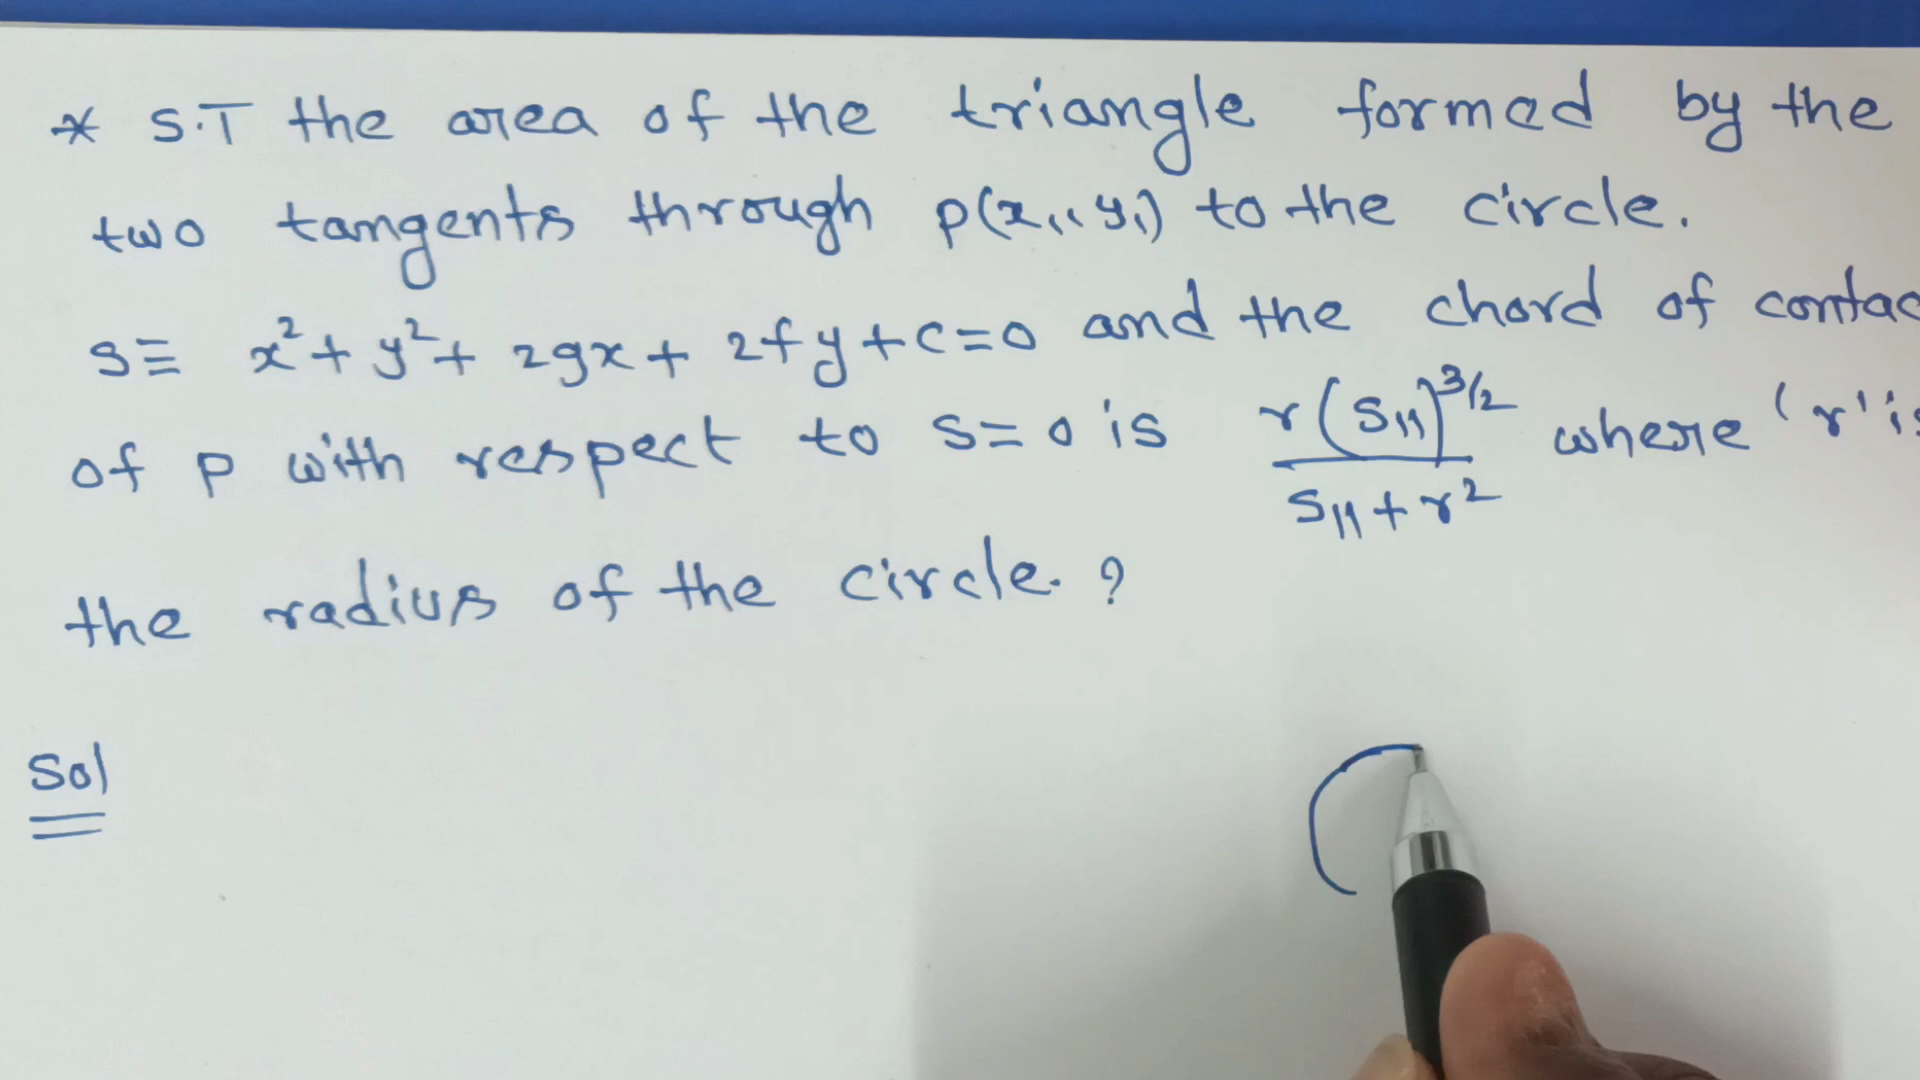 * S.T the area of the triangle formed by the
two tangents through P(x1, y1) to the circle.
S≡ x²+y²+2gx+2fy+c=0 and the chord of contac
of P with respect to S=0 is r(S11)^3/2 / S11+r² where 'r' is
the radius of the circle. ?
Sol